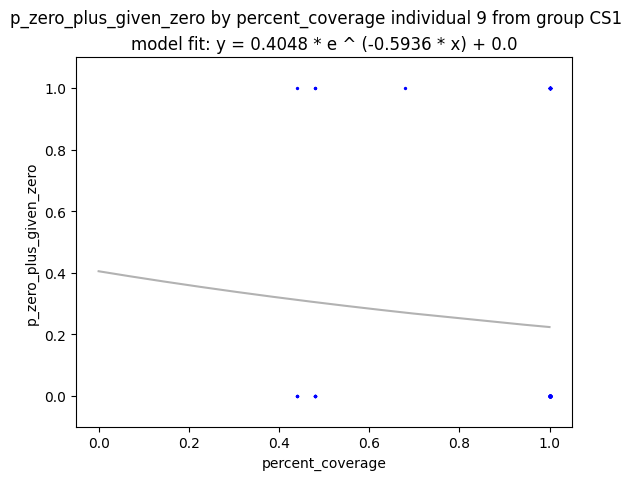 p_zero_plus_given_zero by percent_coverage individual 9 from group CS1
model fit: y = 0.4048 * e ^ (-0.5936 * x) + 0.0
1.0
0.8
0.6
0.4
0.2
0.0
p_zero_plus_given_zero
0.0 0.2 0.4 0.6 0.8 1.0
percent_coverage